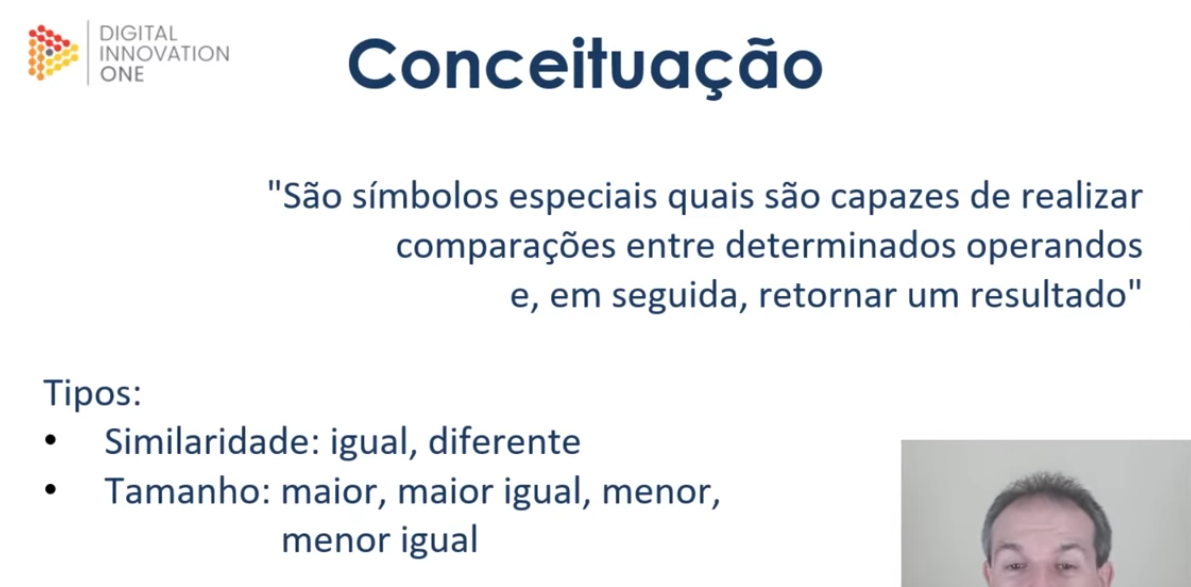 DIGITAL
INNOVATION
ONE
Conceituação
"São símbolos especiais quais são capazes de realizar
comparações entre determinados operandos
e, em seguida, retornar um resultado"
Tipos:
• Similaridade: igual, diferente
• Tamanho: maior, maior igual, menor,
menor igual